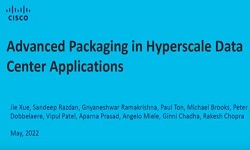 CISCO
Advanced Packaging in Hyperscale Data
Center Applications
Jie Xue, Sandeep Razdan, Gnyaneshwar Ramakrishna, Paul Ton, Michael Brooks, Peter
Dobbelaere, Vipul Patel, Aparna Prasad, Angelo Miele, Ginni Chadha, Rakesh Chopra
May, 2022